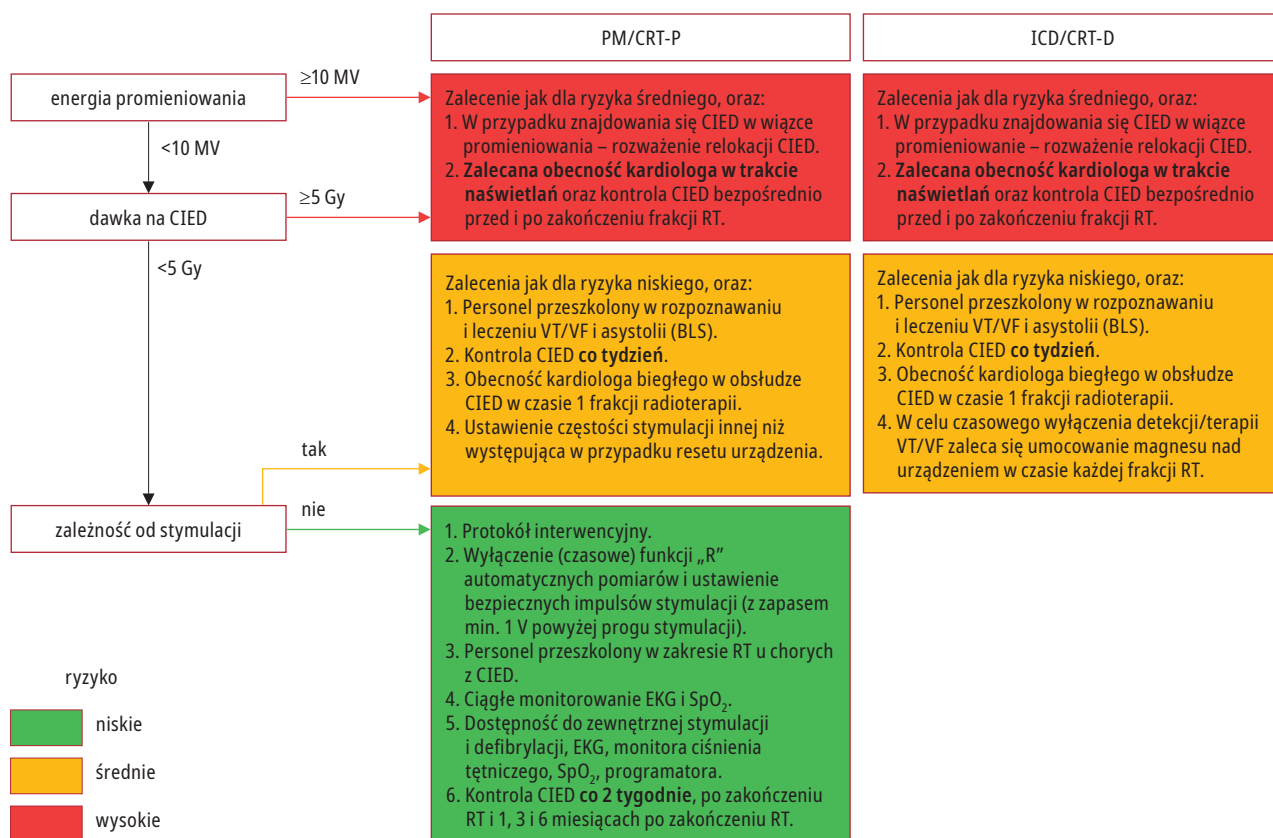 PM/CRT-P
ICD/CRT-D
energia promieniowania
≥10 MV
<10 MV
dawka na CIED
≥5 Gy
<5 Gy
zależność od stymulacji
tak
nie
Zalecenie jak dla ryzyka średniego, oraz:
1. W przypadku znajdowania się CIED w wiązce
promieniowanie – rozważenie relokacji CIED.
2. Zalecana obecność kardiologa w trakcie
naświetlań oraz kontrola CIED bezpośrednio
przed i po zakończeniu frakcji RT.
Zalecenia jak dla ryzyka średniego, oraz:
1. W przypadku znajdowania się CIED w wiązce
promieniowanie – rozważenie relokacji CIED.
2. Zalecana obecność kardiologa w trakcie
naświetlań oraz kontrola CIED bezpośrednio
przed i po zakończeniu frakcji RT.
Zalecenia jak dla ryzyka niskiego, oraz:
1. Personel przeszkolony w rozpoznawaniu
i leczeniu VT/VF i asystolii (BLS).
2. Kontrola CIED co tydzień.
3. Obecność kardiologa biegłego w obsłudze
CIED w czasie 1 frakcji radioterapii.
4. Ustawienie częstości stymulacji innej niż
występująca w przypadku resetu urządzenia.
Zalecenia jak dla ryzyka niskiego, oraz:
1. Personel przeszkolony w rozpoznawaniu
i leczeniu VT/VF i asystolii (BLS).
2. Kontrola CIED co tydzień.
3. Obecność kardiologa biegłego w obsłudze
CIED w czasie 1 frakcji radioterapii.
4. W celu czasowego wyłączenia detekcji/terapii
VT/VF zaleca się umocowanie magnesu nad
urządzeniem w czasie każdej frakcji RT.
1. Protokół interwencyjny.
2. Wyłączenie (czasowe) funkcji „R”
automatycznych pomiarów i ustawienie
bezpiecznych impulsów stymulacji (z zapasem
min. 1 V powyżej progu stymulacji).
3. Personel przeszkolony w zakresie RT u chorych
z CIED.
4. Ciągłe monitorowanie EKG i SpO₂.
5. Dostępność do zewnętrznej stymulacji
i defibrylacji, EKG, monitora ciśnienia
tętniczego, SpO₂, programatora.
6. Kontrola CIED co 2 tygodnie, po zakończeniu
RT i 1, 3 i 6 miesiącach po zakończeniu RT.
ryzyko
niskie
średnie
wysokie